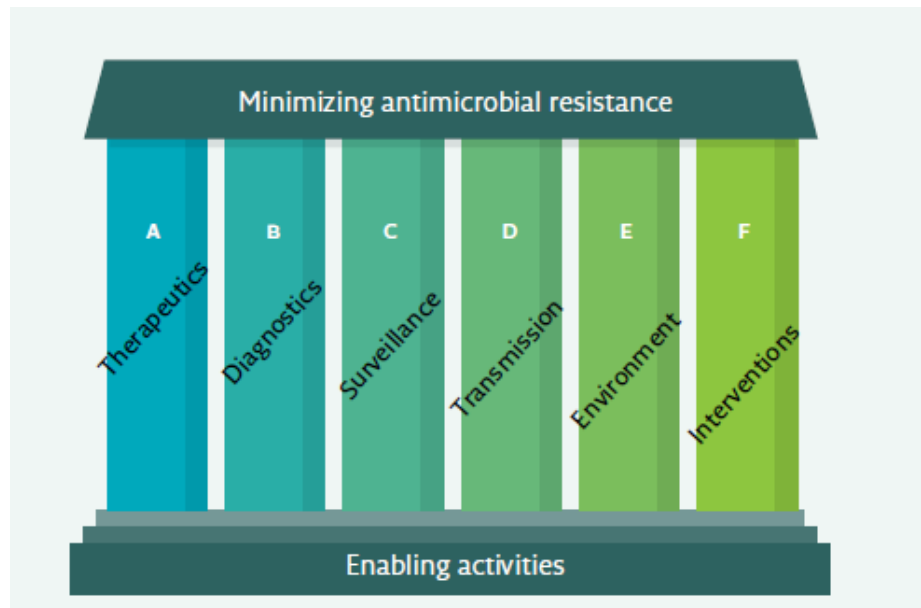 Minimizing antimicrobial resistance
A
B
C
D
E
F
Therapeutics
Diagnostics
Surveillance
Transmission
Environment
Interventions
Enabling activities